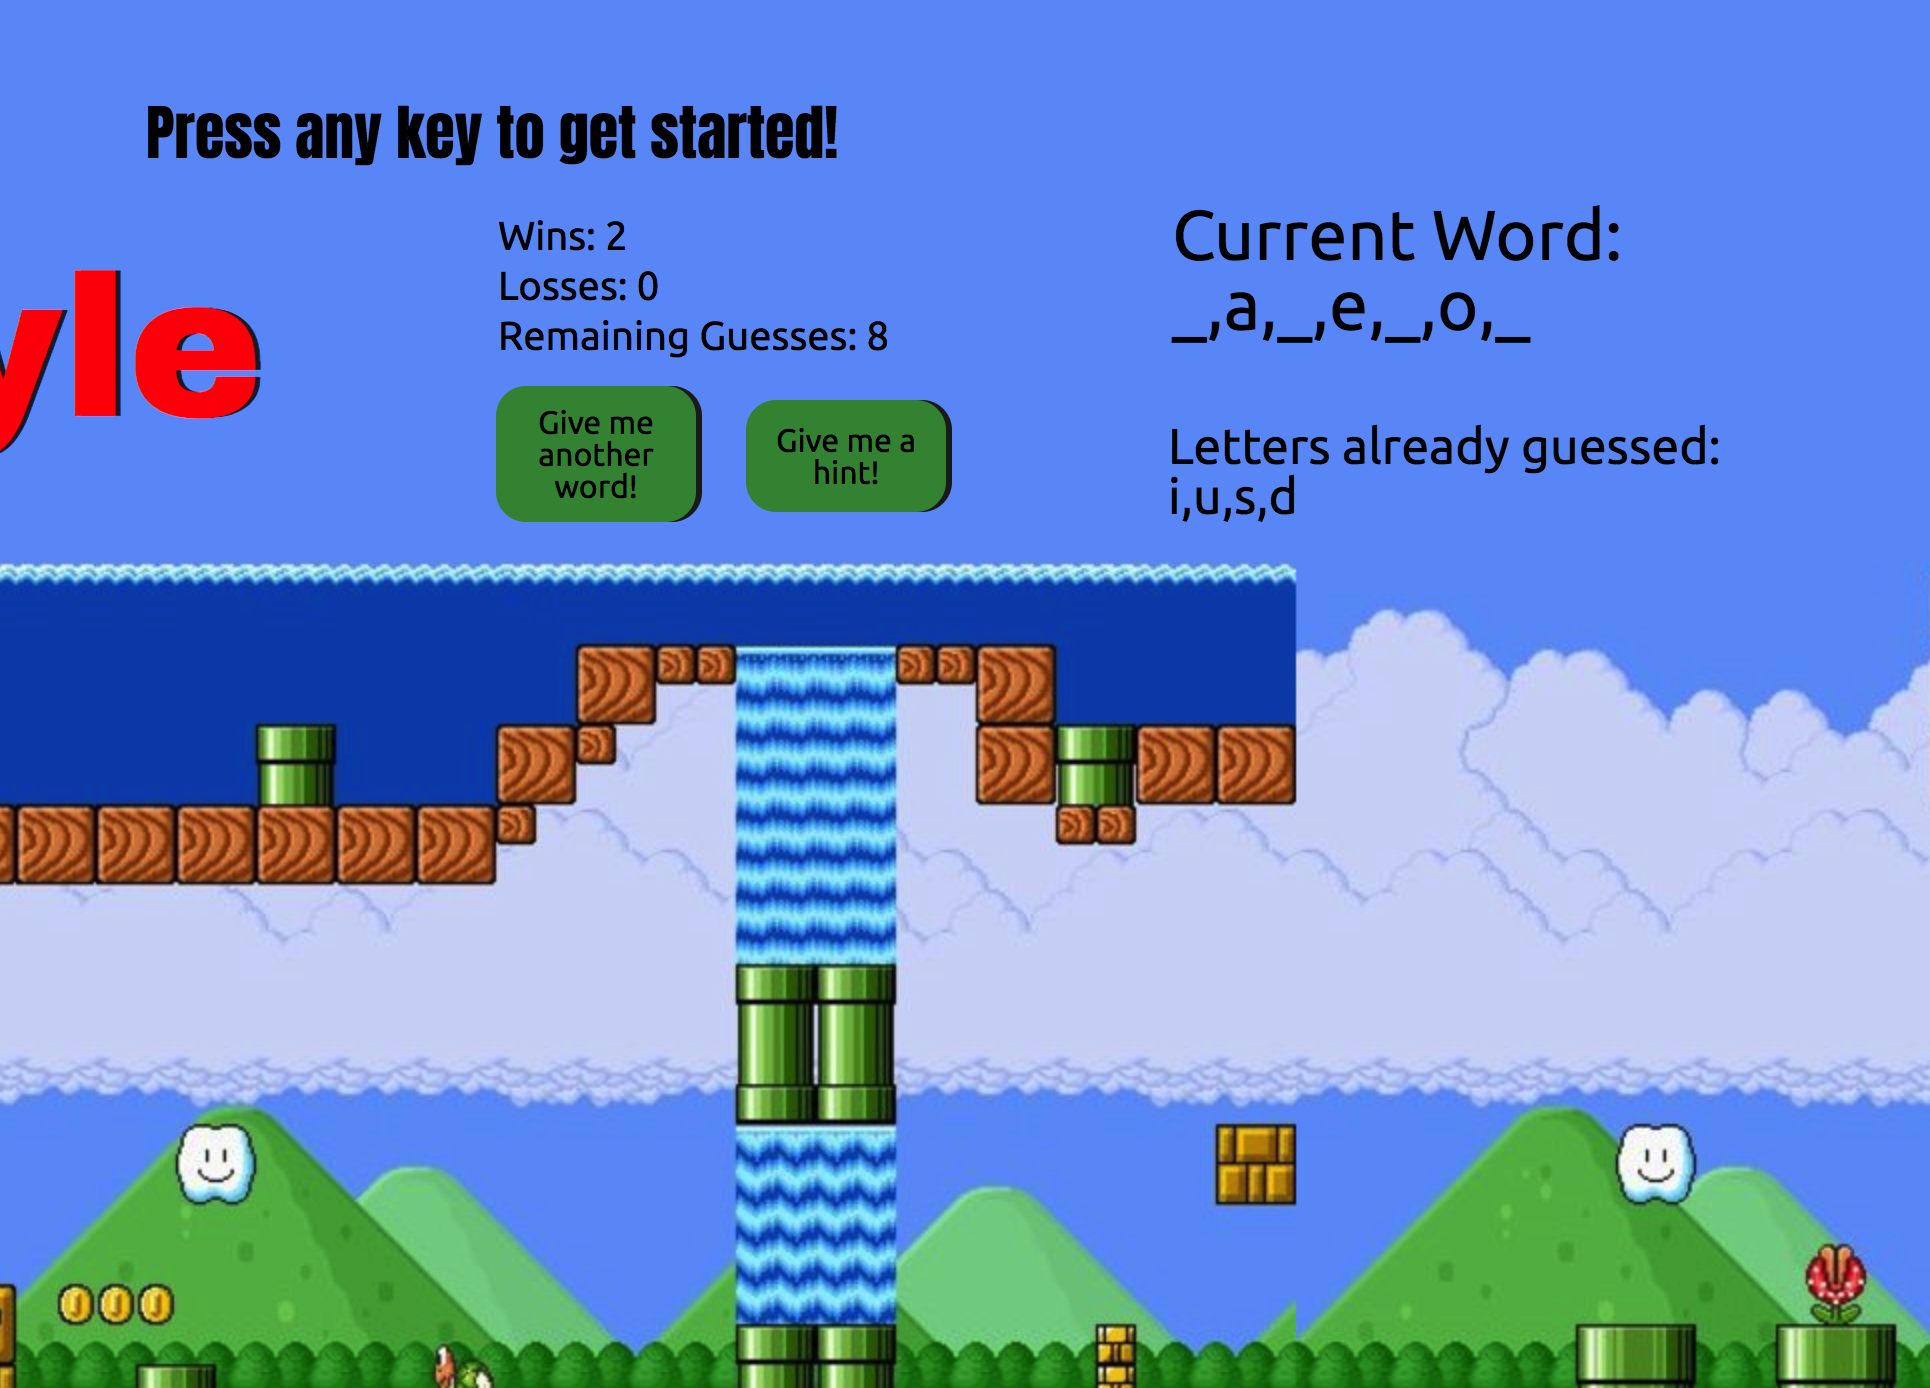 Press any key to get started!
yle
Wins: 2
Losses: 0
Remaining Guesses: 8
Give me
another
word!
Give me a
hint!
Current Word:
_,a,_,e,_,o,_
Letters already guessed:
i,u,s,d